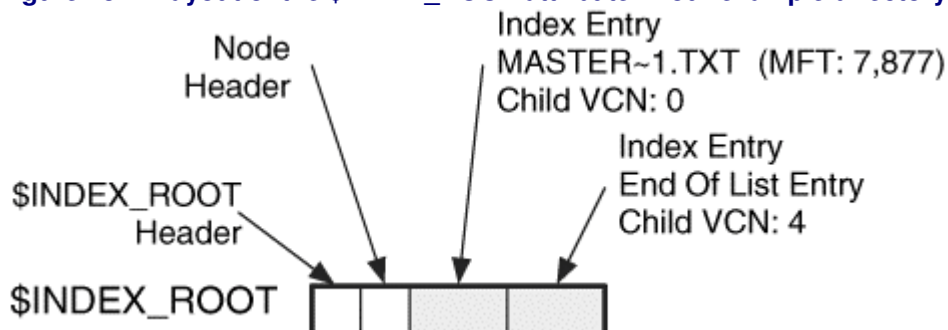 Node
Header
Index Entry
MASTER~1.TXT (MFT: 7,877)
Child VCN: 0
Index Entry
End Of List Entry
Child VCN: 4
$INDEX_ROOT
Header
$INDEX_ROOT